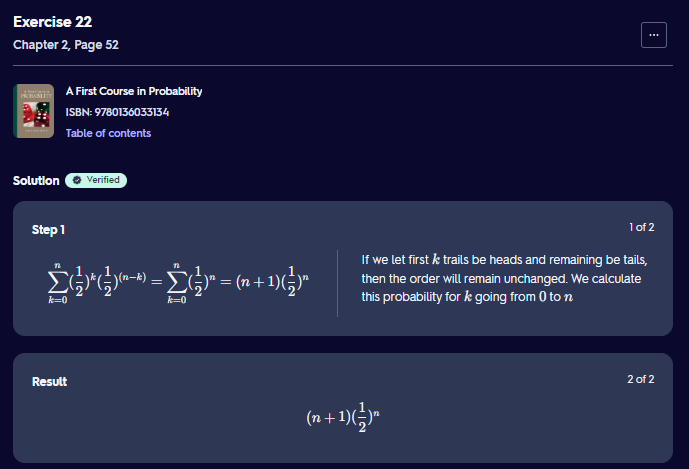 Exercise 22
Chapter 2, Page 52
...
A First Course in Probability
ISBN: 9780136033134
Table of contents
Solution Verified
Step 1
1 of 2
\sum_{k=0}^{n} (\frac{1}{2})^k (\frac{1}{2})^{(n-k)} = \sum_{k=0}^{n} (\frac{1}{2})^n = (n+1)(\frac{1}{2})^n
If we let first k trails be heads and remaining be tails,
then the order will remain unchanged. We calculate
this probability for k going from 0 to n
Result
2 of 2
(n+1)(\frac{1}{2})^n